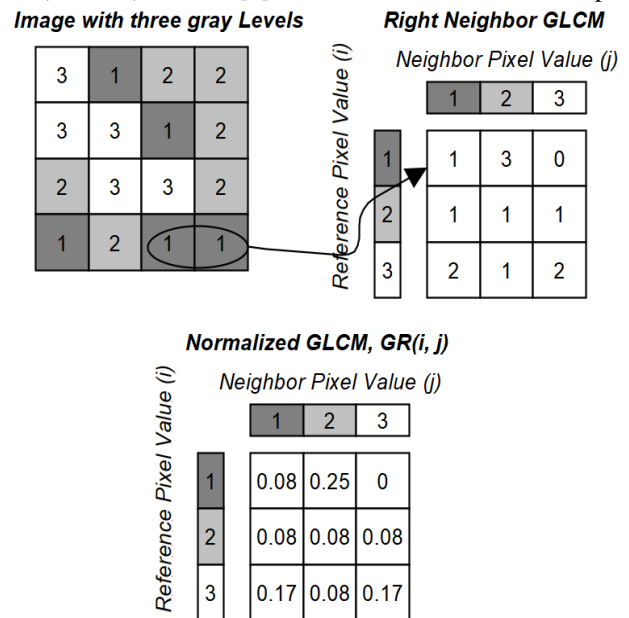 Image with three gray Levels
3 1 2 2
3 3 1 2
2 3 3 2
1 2 1 1
Right Neighbor GLCM
Neighbor Pixel Value (j)
Reference Pixel Value (i)
1 2 3
1 1 3 0
2 1 1 1
3 2 1 2
Normalized GLCM, GR(i, j)
Neighbor Pixel Value (j)
Reference Pixel Value (i)
1 2 3
1 0.08 0.25 0
2 0.08 0.08 0.08
3 0.17 0.08 0.17